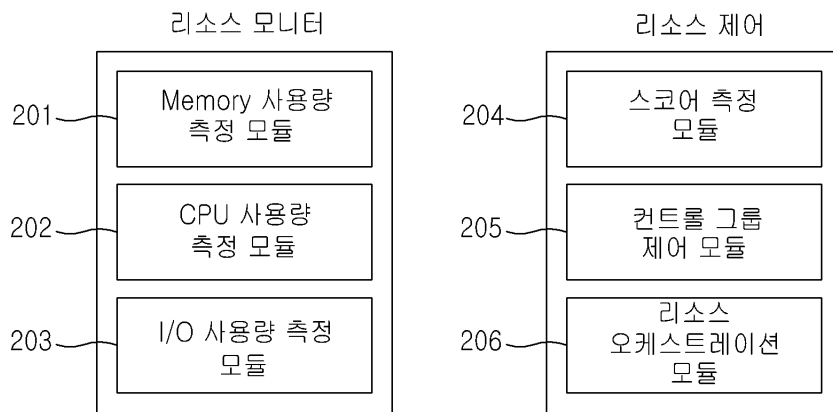 리소스 모니터
201
Memory 사용량
측정 모듈
202
CPU 사용량
측정 모듈
203
I/O 사용량 측정
모듈
리소스 제어
204
스코어 측정
모듈
205
컨트롤 그룹
제어 모듈
206
리소스
오케스트레이션
모듈